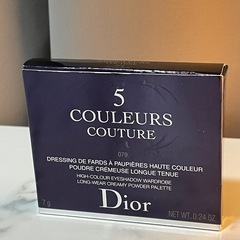 5
COULEURS
COUTURE
079
DRESSING DE FARDS À PAUPIÈRES HAUTE COULEUR
POUDRE CRÉMEUSE LONGUE TENUE
HIGH-COLOUR EYESHADOW WARDROBE
LONG-WEAR CREAMY POWDER PALETTE
7 g
Dior
NET WT. 0.24 OZ.